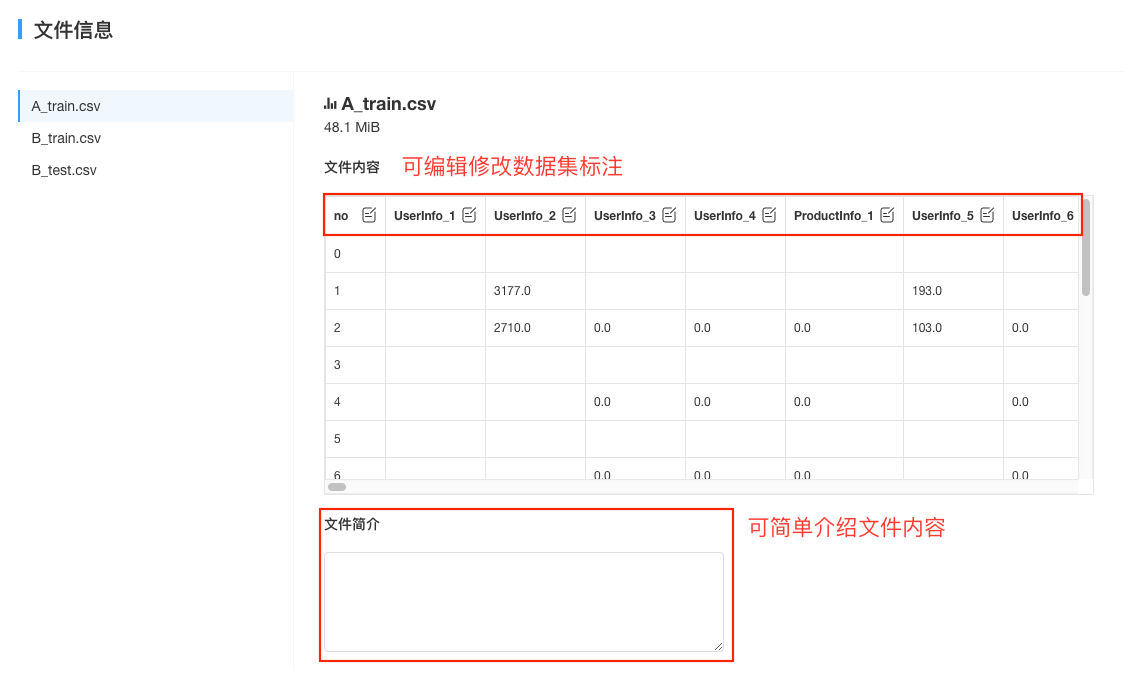 文件信息
A_train.csv
B_train.csv
B_test.csv
A_train.csv
48.1 MiB
文件内容 可编辑修改数据集标注
no UserInfo_1 UserInfo_2 UserInfo_3 UserInfo_4 ProductInfo_1 UserInfo_5 UserInfo_6
0
1 3177.0 193.0
2 2710.0 0.0 0.0 0.0 103.0 0.0
3
4 0.0 0.0 0.0 0.0
5
6 0.0 0.0 0.0 0.0
文件简介 可简单介绍文件内容